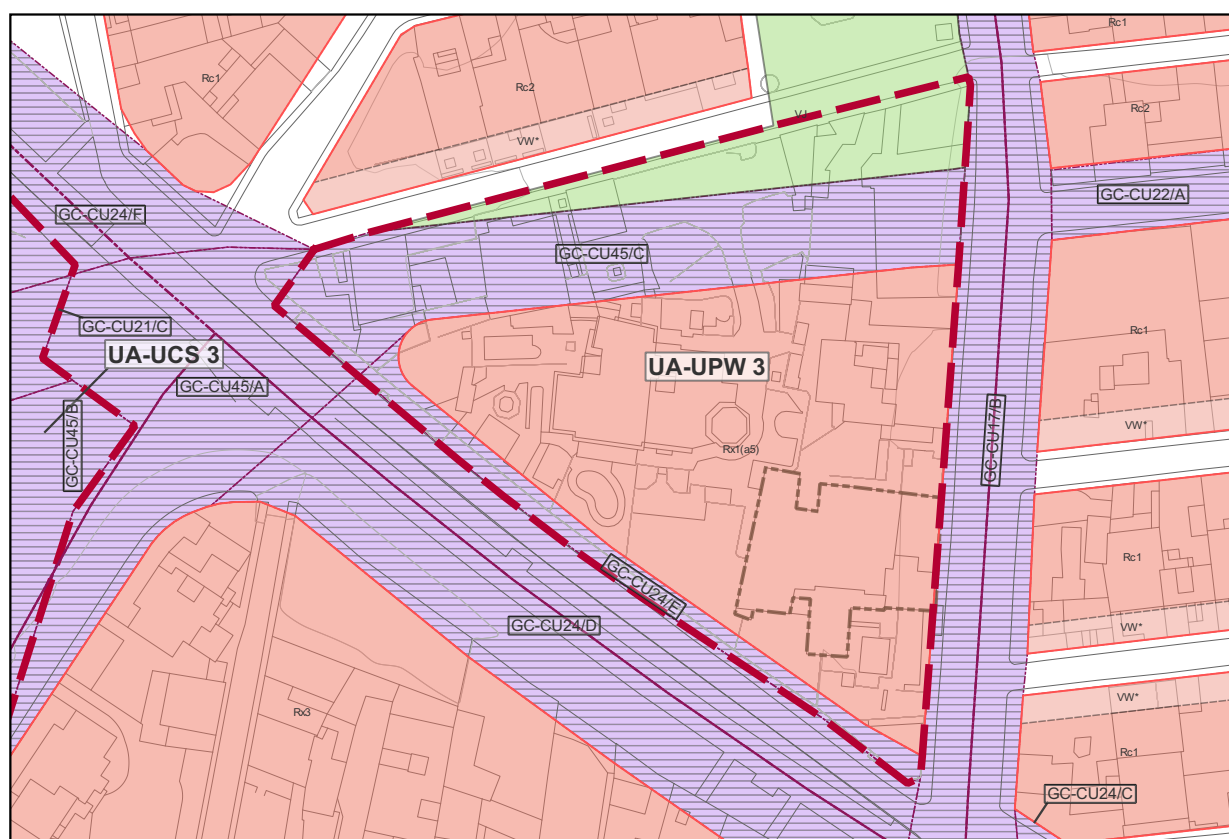 Rc1
Rc1
Rc2
Rc2
VJ
VW*
GC-CU22/A
GC-CU24/F
GC-CU45/C
GC-CU21/C
Rc1
UA-UCS 3
UA-UPW 3
GC-CU45/A
GC-CU45/B
GC-CU17/B
VW*
Rx1(a5)
Rc1
GC-CU24/E
GC-CU24/D
VW*
VW*
Rx3
Rc1
GC-CU24/C